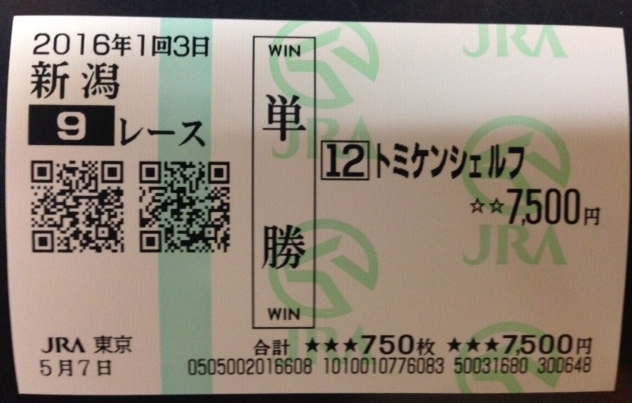 2016年1回3日
新潟
9レース
WIN
単勝
WIN
12トミケンシェルフ
☆☆7,500円
JRA 東京
5月7日
合計 ★★★750枚 ★★★7,500円
0505002016608 1010010776083 50031680 300648
JRA
JRA
JRA
JRA